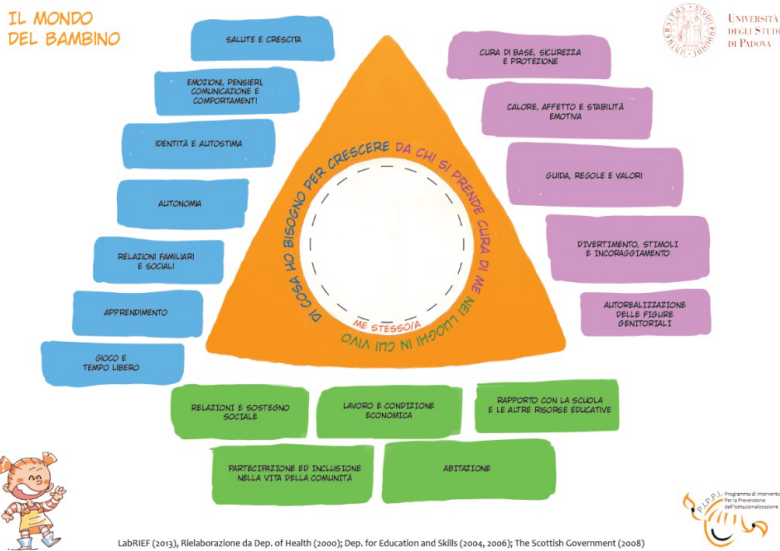 IL MONDO
DEL BAMBINO
UNIVERSITÀ
DEGLI STUDI
DI PADOVA
UNIVERSITAS • STUDII PADUANI •
SALUTE E CRESCITA
EMOZIONI, PENSIERI,
COMUNICAZIONE E
COMPORTAMENTI
IDENTITÀ E AUTOSTIMA
AUTONOMIA
RELAZIONI FAMILIARI
E SOCIALI
APPRENDIMENTO
GIOCO E
TEMPO LIBERO
CURA DI BASE, SICUREZZA
E PROTEZIONE
CALORE, AFFETTO E STABILITÀ
EMOTIVA
GUIDA, REGOLE E VALORI
DIVERTIMENTO, STIMOLI
E INCORAGGIAMENTO
AUTOREALIZZAZIONE
DELLE FIGURE
GENITORIALI
DI COSA HO BISOGNO PER CRESCERE
DA CHI SI PRENDE CURA DI ME
NEI LUOGHI IN CUI VIVO
ME STESSO/A
RELAZIONI E SOSTEGNO
SOCIALE
LAVORO E CONDIZIONE
ECONOMICA
RAPPORTO CON LA SCUOLA
E LE ALTRE RISORSE EDUCATIVE
PARTECIPAZIONE ED INCLUSIONE
NELLA VITA DELLA COMUNITÀ
ABITAZIONE
P.I.P.P.I.
Programma di Intervento
Per la Prevenzione
dell'Istituzionalizzazione
LabRIEF (2013), Rielaborazione da Dep. of Health (2000); Dep. for Education and Skills (2004, 2006); The Scottish Government (2008)